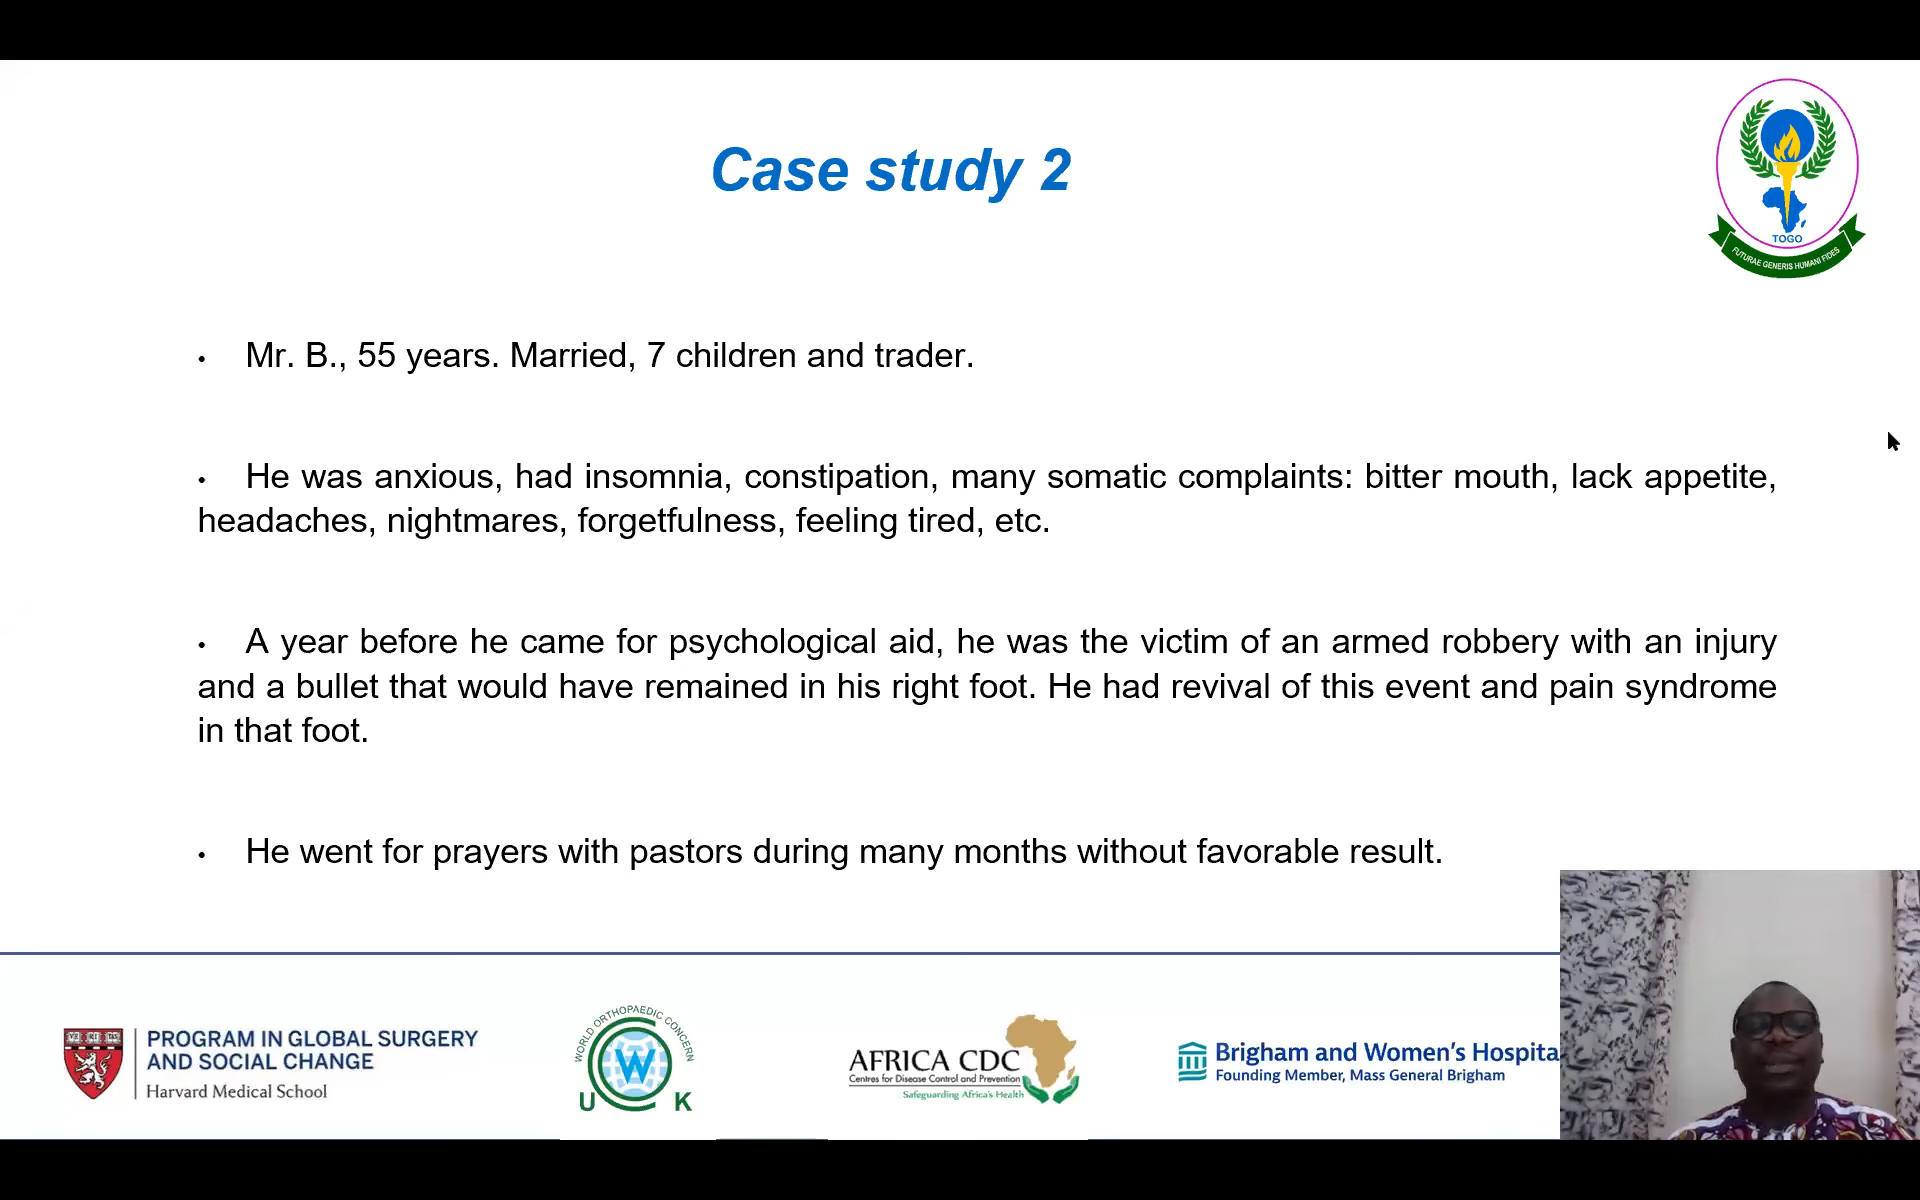 Case study 2
TOGO
FUTURAE GENERIS HUMANI FIDES
• Mr. B., 55 years. Married, 7 children and trader.
• He was anxious, had insomnia, constipation, many somatic complaints: bitter mouth, lack appetite,
headaches, nightmares, forgetfulness, feeling tired, etc.
• A year before he came for psychological aid, he was the victim of an armed robbery with an injury
and a bullet that would have remained in his right foot. He had revival of this event and pain syndrome
in that foot.
• He went for prayers with pastors during many months without favorable result.
PROGRAM IN GLOBAL SURGERY
AND SOCIAL CHANGE
Harvard Medical School
WORLD ORTHOPAEDIC CONCERN
W
U K
AFRICA CDC
Centres for Disease Control and Prevention
Safeguarding Africa's Health
Brigham and Women's Hospita
Founding Member, Mass General Brigham